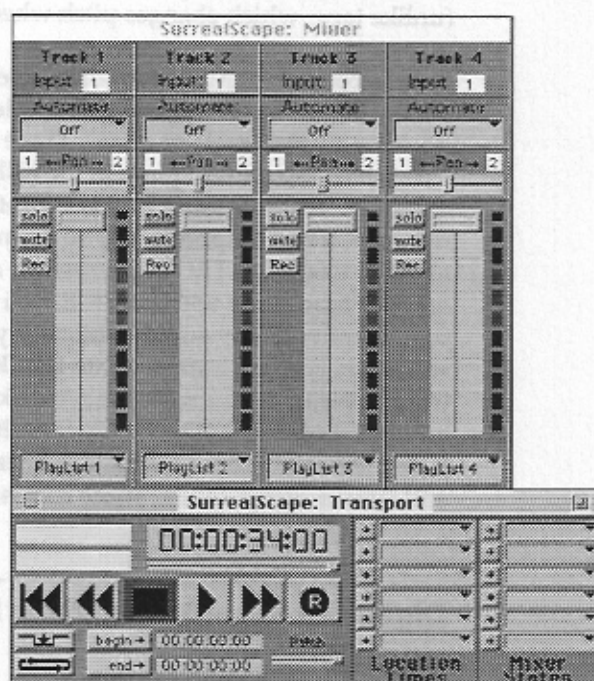 SurrealScape: Mixer
Track 1 Track 2 Track 3 Track 4
Input: 1 Input: 1 Input: 1 Input: 1
Automate Automate Automate Automate
Off Off Off Off
1 ←Pan→ 2 1 ←Pan→ 2 1 ←Pan→ 2 1 ←Pan→ 2
solo solo solo solo
mute mute mute mute
Rec Rec Rec Rec
PlayList 1 PlayList 2 PlayList 3 PlayList 4
SurrealScape: Transport
00:00:34:00
R
begin→ 00:00:00:00
end→ 00:00:00:00
Location Mixer
Times States